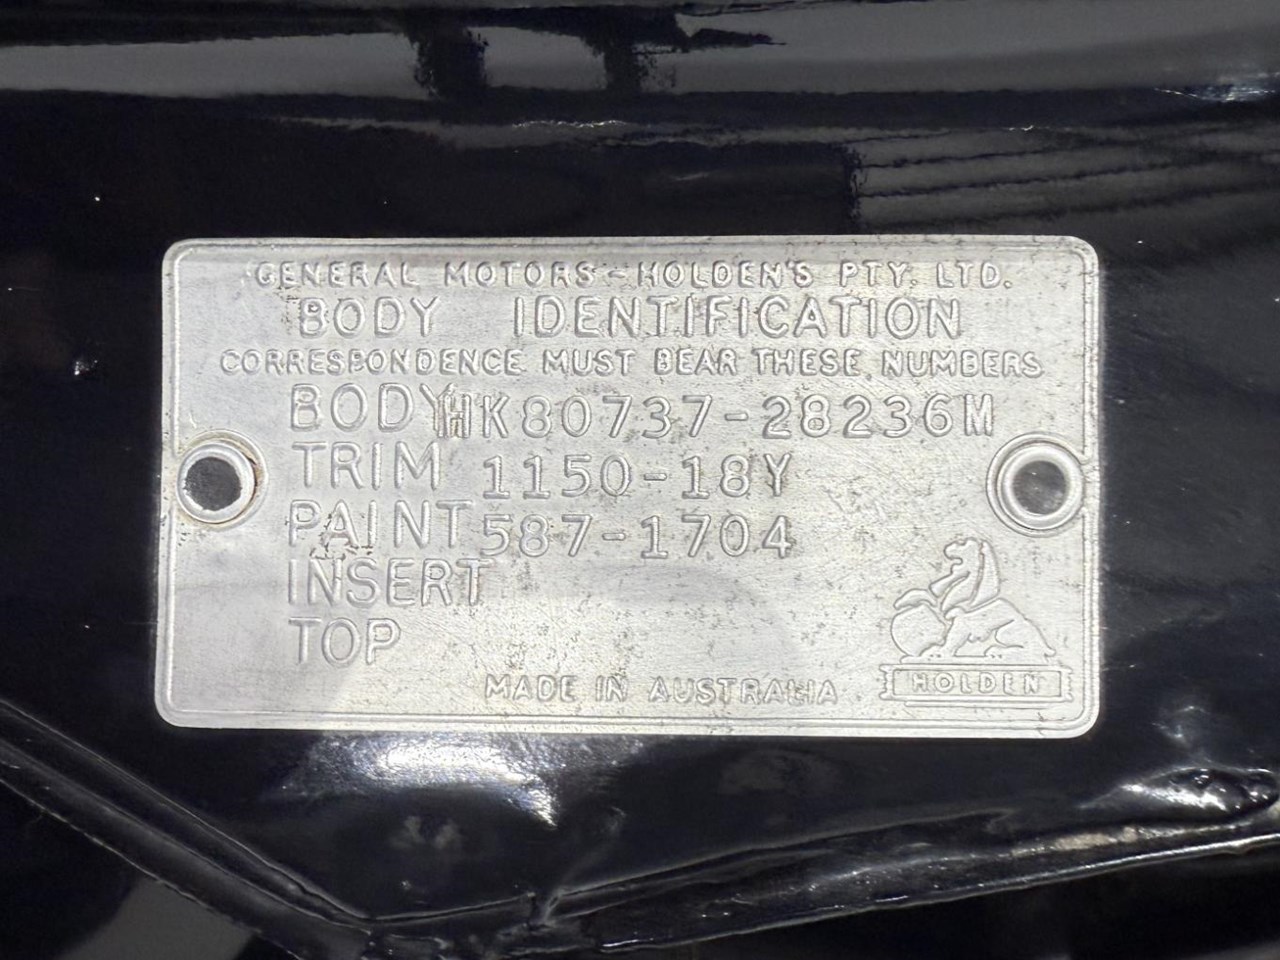 GENERAL MOTORS-HOLDEN'S PTY. LTD.
BODY IDENTIFICATION
CORRESPONDENCE MUST BEAR THESE NUMBERS
BODY HK80737-28236M
TRIM 1150-18Y
PAINT 587-1704
INSERT
TOP
MADE IN AUSTRALIA
HOLDEN